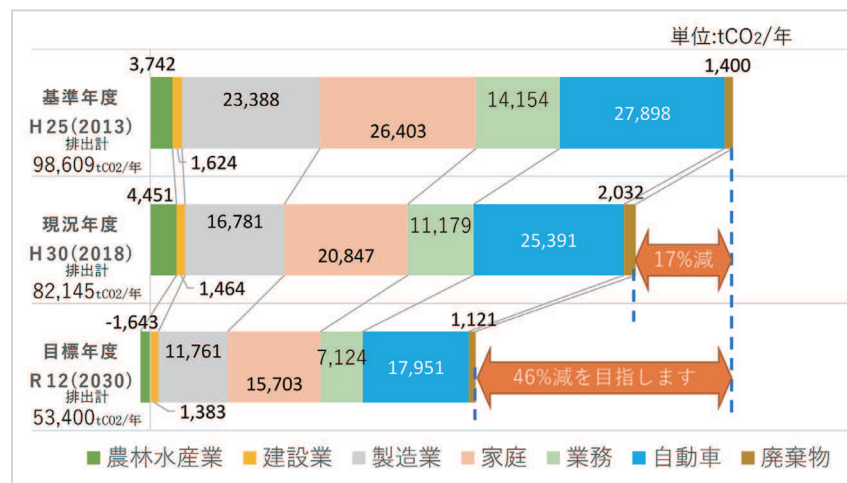 単位:tCO2/年
3,742
1,400
基準年度
H25(2013)
排出計
98,609tCO2/年
23,388
26,403
14,154
27,898
1,624
4,451
2,032
現況年度
H30(2018)
排出計
82,145tCO2/年
16,781
20,847
11,179
25,391
17%減
1,464
-1,643
1,121
目標年度
R12(2030)
排出計
53,400tCO2/年
11,761
15,703
7,124
17,951
46%減を目指します
1,383
農林水産業 建設業 製造業 家庭 業務 自動車 廃棄物